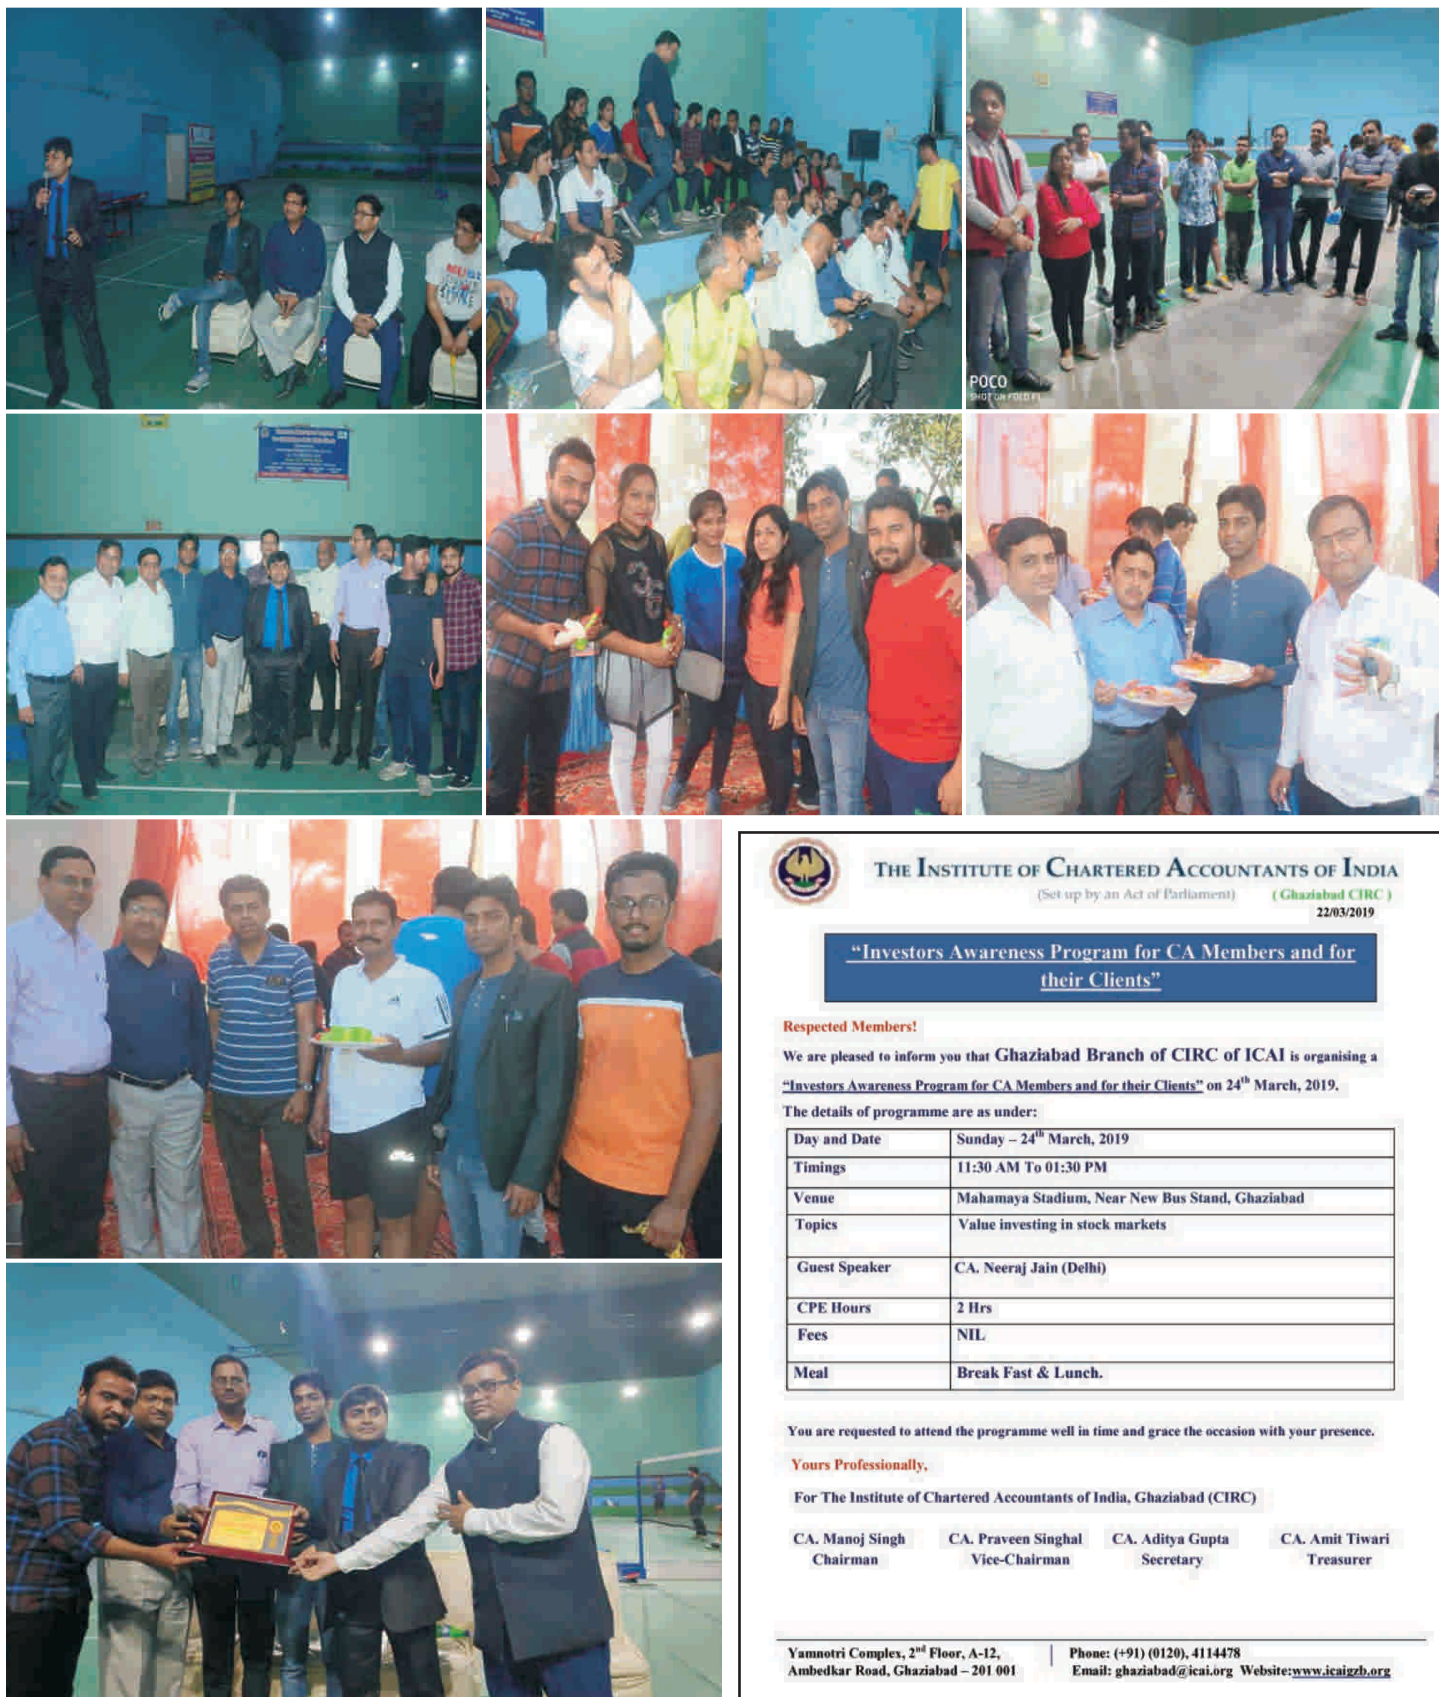 POCO
SHOT ON POCO F1
THE INSTITUTE OF CHARTERED ACCOUNTANTS OF INDIA
(Set up by an Act of Parliament) ( Ghaziabad CIRC )
22/03/2019
“Investors Awareness Program for CA Members and for
their Clients”
Respected Members!
We are pleased to inform you that Ghaziabad Branch of CIRC of ICAI is organising a
“Investors Awareness Program for CA Members and for their Clients” on 24th March, 2019.
The details of programme are as under:
Day and Date Sunday – 24th March, 2019
Timings 11:30 AM To 01:30 PM
Venue Mahamaya Stadium, Near New Bus Stand, Ghaziabad
Topics Value investing in stock markets
Guest Speaker CA. Neeraj Jain (Delhi)
CPE Hours 2 Hrs
Fees NIL
Meal Break Fast & Lunch.
You are requested to attend the programme well in time and grace the occasion with your presence.
Yours Professionally,
For The Institute of Chartered Accountants of India, Ghaziabad (CIRC)
CA. Manoj Singh CA. Praveen Singhal CA. Aditya Gupta CA. Amit Tiwari
Chairman Vice-Chairman Secretary Treasurer
Yamnotri Complex, 2nd Floor, A-12, Phone: (+91) (0120), 4114478
Ambedkar Road, Ghaziabad – 201 001 Email: ghaziabad@icai.org Website:www.icaigzb.org